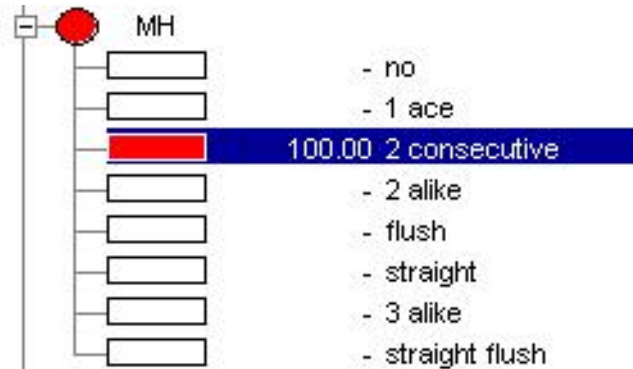 MH
- no
- 1 ace
100.00 2 consecutive
- 2 alike
- flush
- straight
- 3 alike
- straight flush